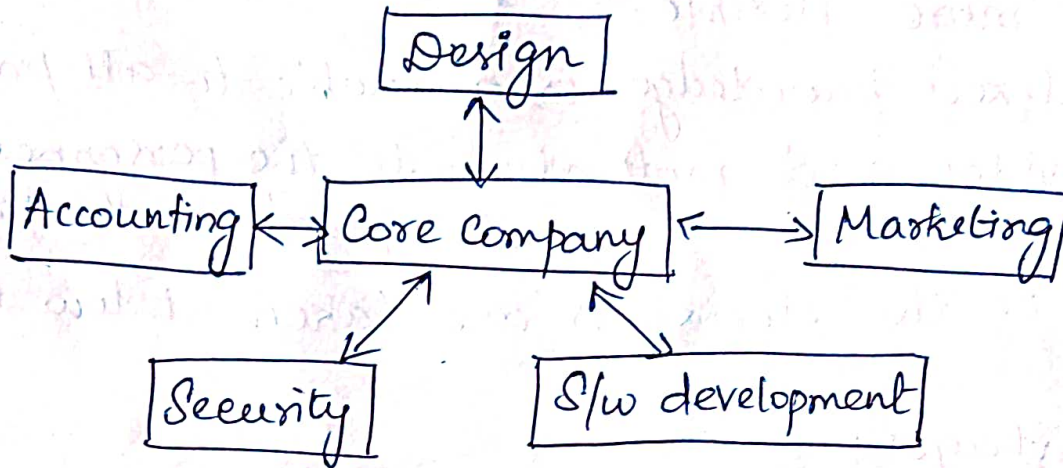 Design
Accounting
Core Company
Marketing
Security
S/w development